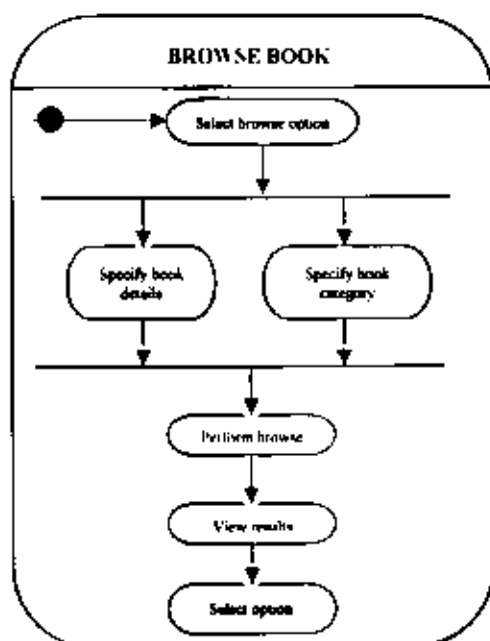 BROWSE BOOK
Select browse option
Specify book
details
Specify book
category
Perform browse
View results
Select option